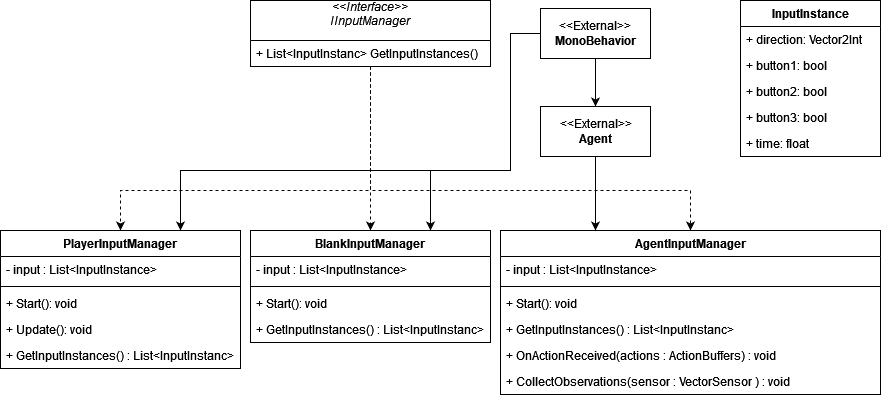 <<Interface>>
IInputManager
+ List<InputInstanc> GetInputInstances()
<<External>>
MonoBehavior
<<External>>
Agent
InputInstance
+ direction: Vector2Int
+ button1: bool
+ button2: bool
+ button3: bool
+ time: float
PlayerInputManager
- input : List<InputInstance>
+ Start(): void
+ Update(): void
+ GetInputInstances() : List<InputInstanc>
BlankInputManager
- input : List<InputInstance>
+ Start(): void
+ GetInputInstances() : List<InputInstanc>
AgentInputManager
- input : List<InputInstance>
+ Start(): void
+ GetInputInstances() : List<InputInstanc>
+ OnActionReceived(actions : ActionBuffers) : void
+ CollectObservations(sensor : VectorSensor ) : void